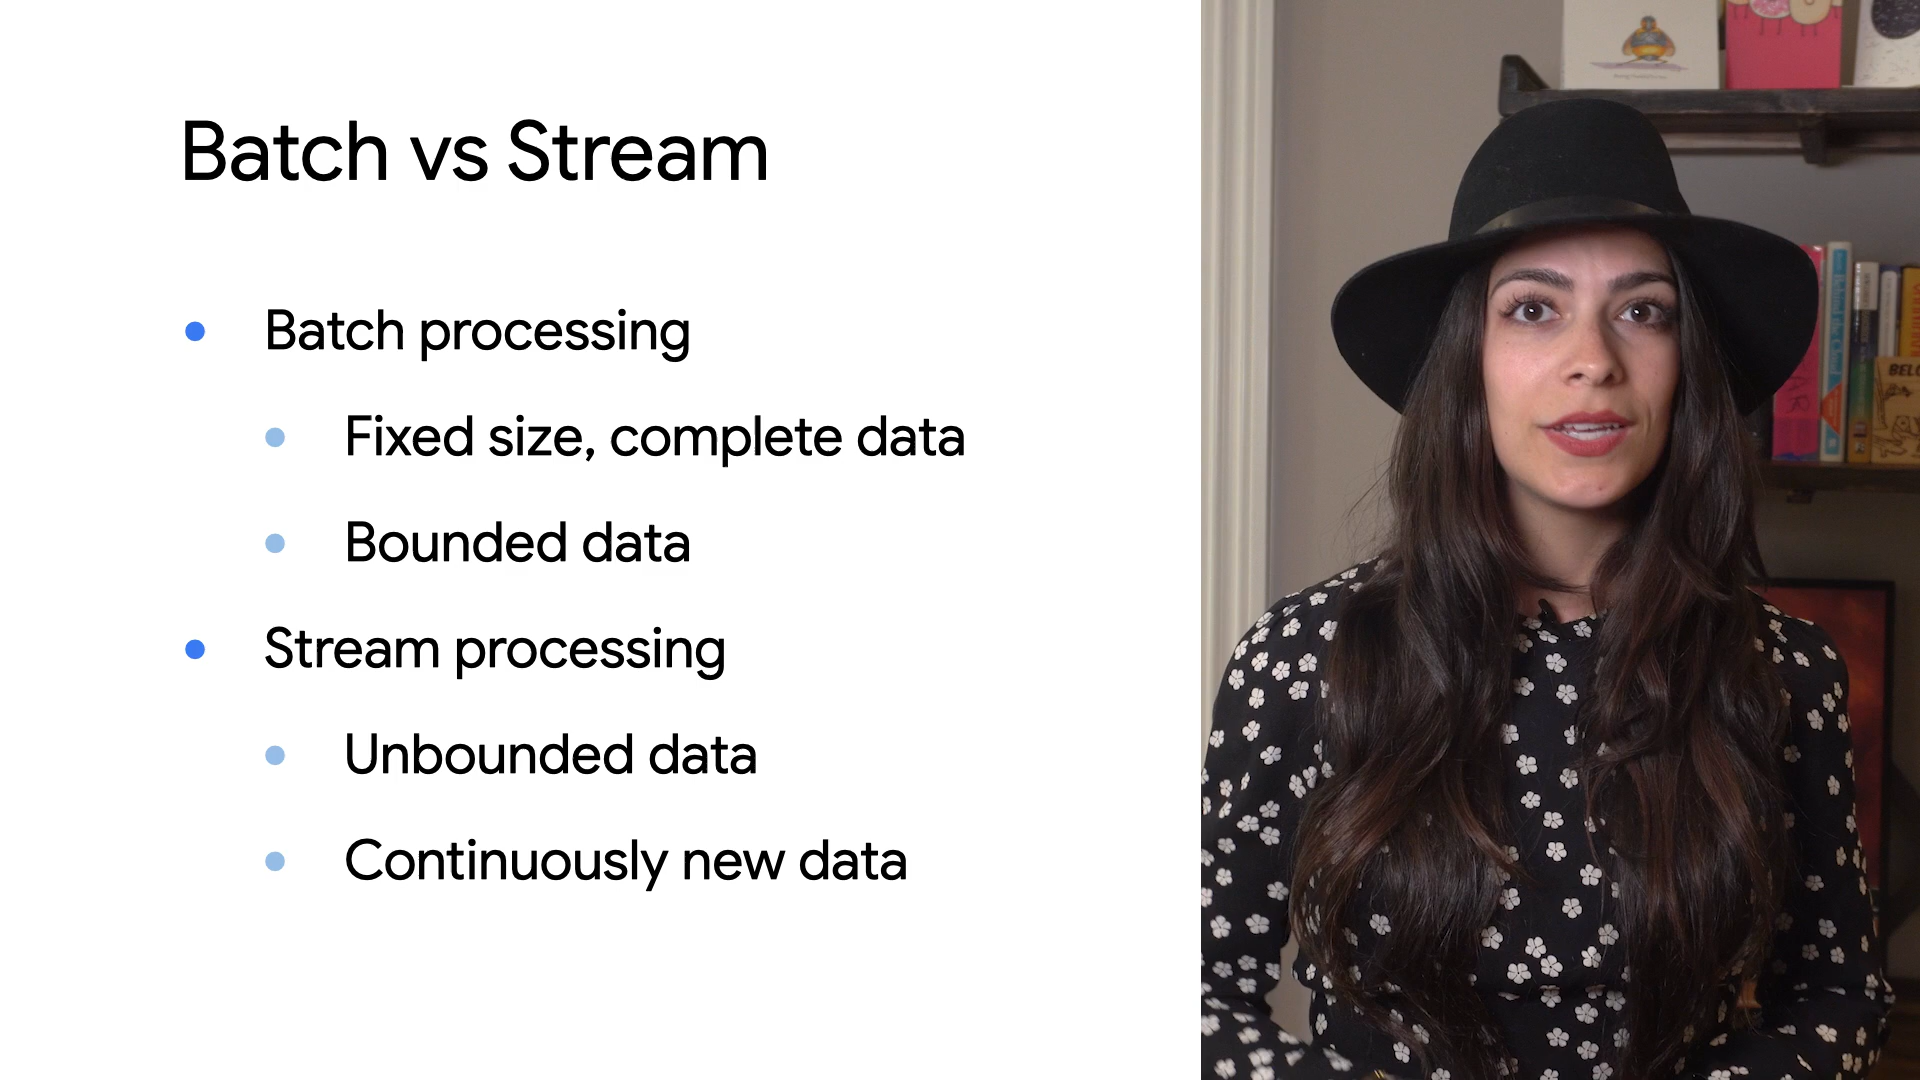 Batch vs Stream
Batch processing
Fixed size, complete data
Bounded data
Stream processing
Unbounded data
Continuously new data